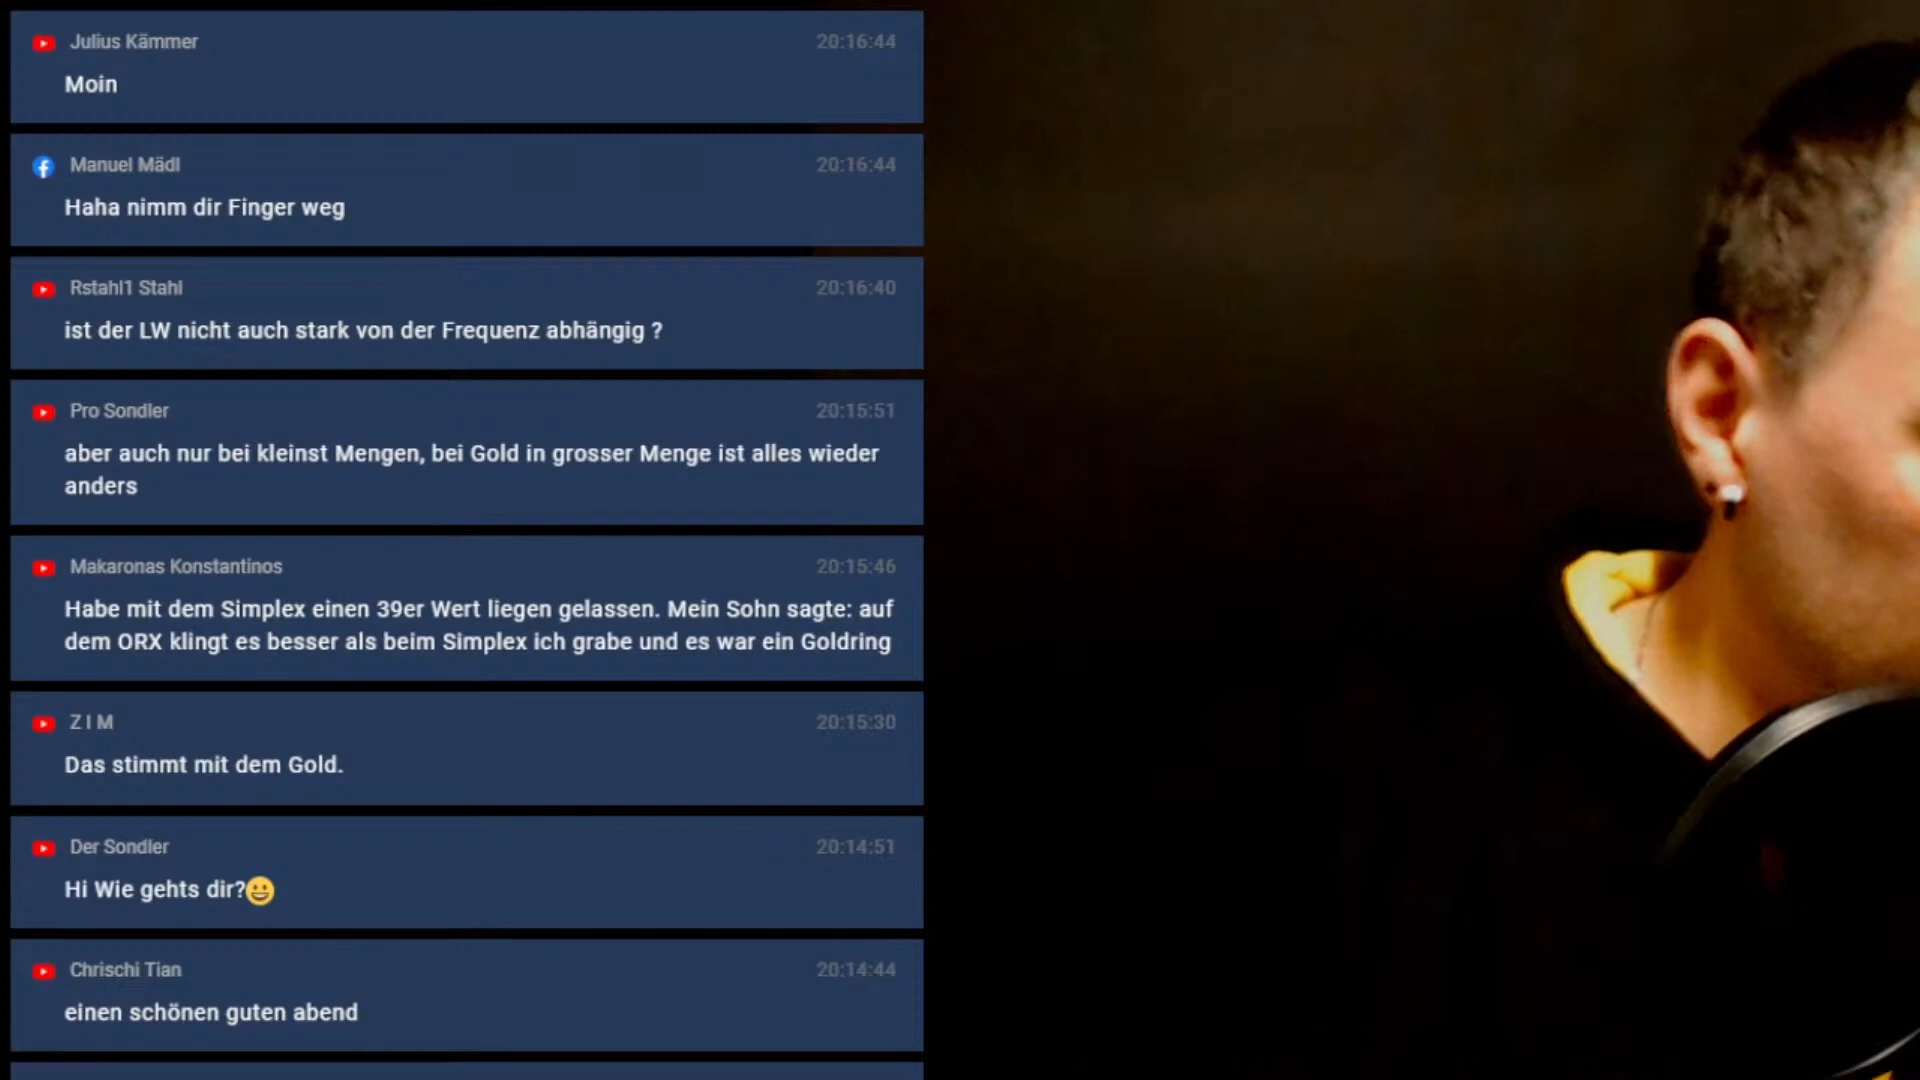 Julius Kämmer 20:16:44
Moin
Manuel Mädl 20:16:44
Haha nimm dir Finger weg
Rstahl1 Stahl 20:16:40
ist der LW nicht auch stark von der Frequenz abhängig ?
Pro Sondler 20:15:51
aber auch nur bei kleinst Mengen, bei Gold in grosser Menge ist alles wieder
anders
Makaronas Konstantinos 20:15:46
Habe mit dem Simplex einen 39er Wert liegen gelassen. Mein Sohn sagte: auf
dem ORX klingt es besser als beim Simplex ich grabe und es war ein Goldring
Z I M 20:15:30
Das stimmt mit dem Gold.
Der Sondler 20:14:51
Hi Wie gehts dir?😀
Chrischi Tian 20:14:44
einen schönen guten abend